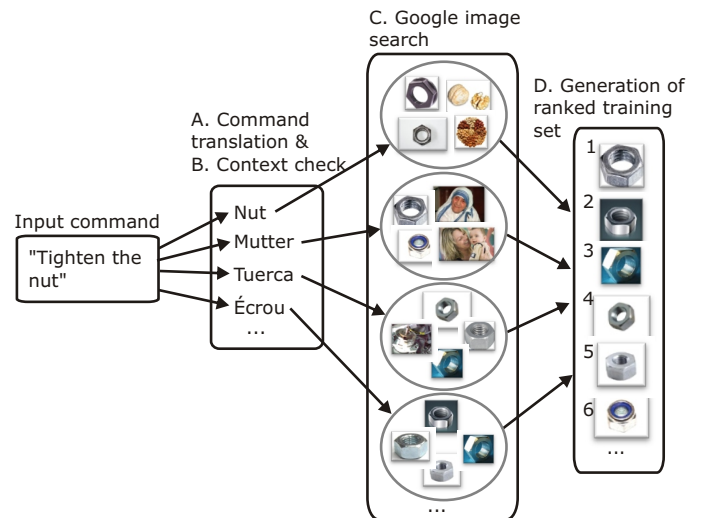 C. Google image
search
D. Generation of
ranked training
set
A. Command
translation &
B. Context check
Input command
"Tighten the
nut"
Nut
Mutter
Tuerca
Écrou
...
...
1
2
3
4
5
6
...